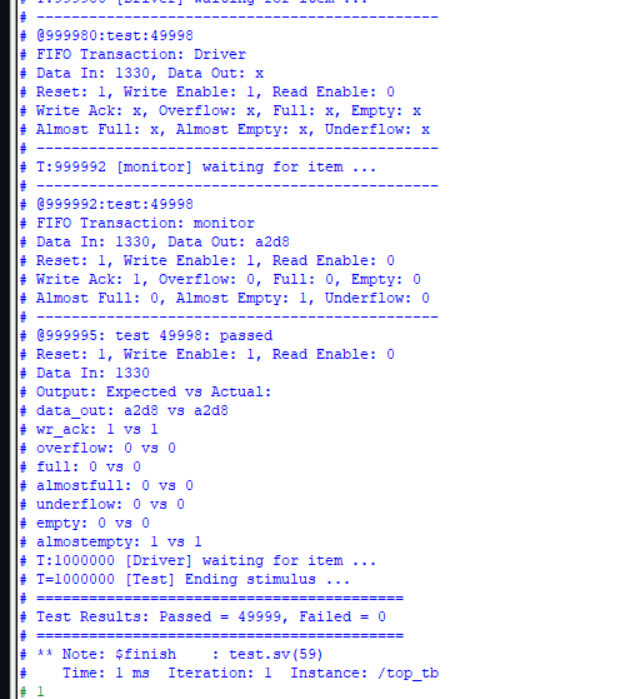 # ---------------------------------------------
# @999980:test:49998
# FIFO Transaction: Driver
# Data In: 1330, Data Out: x
# Reset: 1, Write Enable: 1, Read Enable: 0
# Write Ack: x, Overflow: x, Full: x, Empty: x
# Almost Full: x, Almost Empty: x, Underflow: x
# ---------------------------------------------
# T:999992 [monitor] waiting for item ...
# ---------------------------------------------
# @999992:test:49998
# FIFO Transaction: monitor
# Data In: 1330, Data Out: a2d8
# Reset: 1, Write Enable: 1, Read Enable: 0
# Write Ack: 1, Overflow: 0, Full: 0, Empty: 0
# Almost Full: 0, Almost Empty: 1, Underflow: 0
# ---------------------------------------------
# @999995: test 49998: passed
# Reset: 1, Write Enable: 1, Read Enable: 0
# Data In: 1330
# Output: Expected vs Actual:
# data_out: a2d8 vs a2d8
# wr_ack: 1 vs 1
# overflow: 0 vs 0
# full: 0 vs 0
# almostfull: 0 vs 0
# underflow: 0 vs 0
# empty: 0 vs 0
# almostempty: 1 vs 1
# T:1000000 [Driver] waiting for item ...
# T=1000000 [Test] Ending stimulus ...
# =========================================
# Test Results: Passed = 49999, Failed = 0
# =========================================
# ** Note: $finish    : test.sv(59)
#    Time: 1 ms  Iteration: 1  Instance: /top_tb
# 1